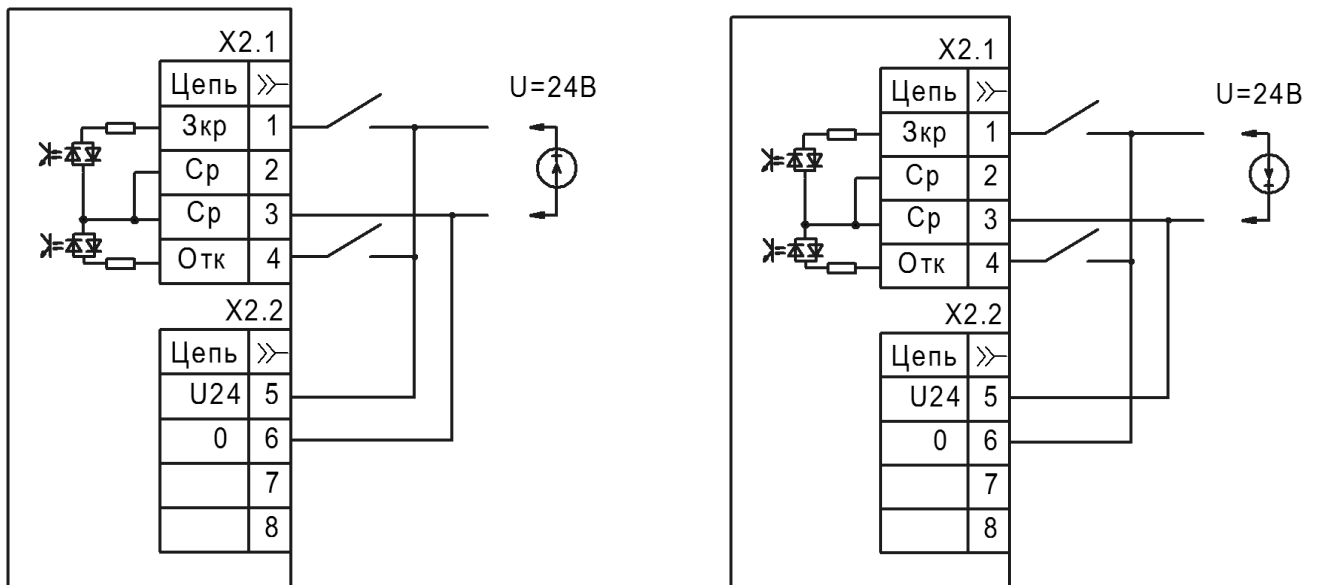 X2.1
Цепь
Зкр 1
Ср 2
Ср 3
Отк 4
X2.2
Цепь
U24 5
0 6
7
8
U=24В
X2.1
Цепь
Зкр 1
Ср 2
Ср 3
Отк 4
X2.2
Цепь
U24 5
0 6
7
8
U=24В